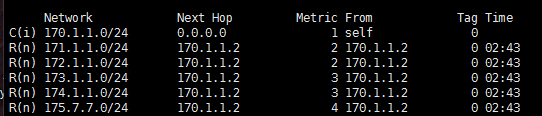 Network Next Hop Metric From Tag Time
C(i) 170.1.1.0/24 0.0.0.0 1 self 0
R(n) 171.1.1.0/24 170.1.1.2 2 170.1.1.2 0 02:43
R(n) 172.1.1.0/24 170.1.1.2 2 170.1.1.2 0 02:43
R(n) 173.1.1.0/24 170.1.1.2 3 170.1.1.2 0 02:43
R(n) 174.1.1.0/24 170.1.1.2 3 170.1.1.2 0 02:43
R(n) 175.7.7.0/24 170.1.1.2 4 170.1.1.2 0 02:43